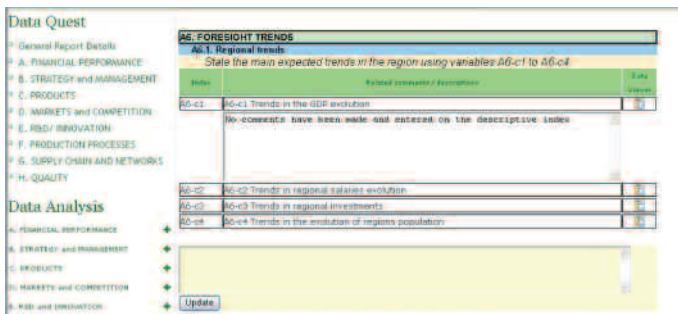 Data Quest
General Report Details
A. FINANCIAL PERFORMANCE
B. STRATEGY and MANAGEMENT
C. PRODUCTS
D. MARKETS and COMPETITION
E. R&D/ INNOVATION
F. PRODUCTION PROCESSES
G. SUPPLY CHAIN AND NETWORKS
H. QUALITY
Data Analysis
A. FINANCIAL PERFORMANCE
B. STRATEGY and MANAGEMENT
C. PRODUCTS
D. MARKETS and COMPETITION
E. R&D and INNOVATION
A6. FORESIGHT TRENDS
A6.1. Regional trends
State the main expected trends in the region using variables A6-c1 to A6-c4
Index Related comments / descriptions Data
A6-c1 A6-c1 Trends in the GDP evolution
No comments have been made and entered on the descriptive index
A6-c2 A6-c2 Trends in regional salaries evolution
A6-c3 A6-c3 Trends in regional investments
A6-c4 A6-c4 Trends in the evolution of regions population
Update